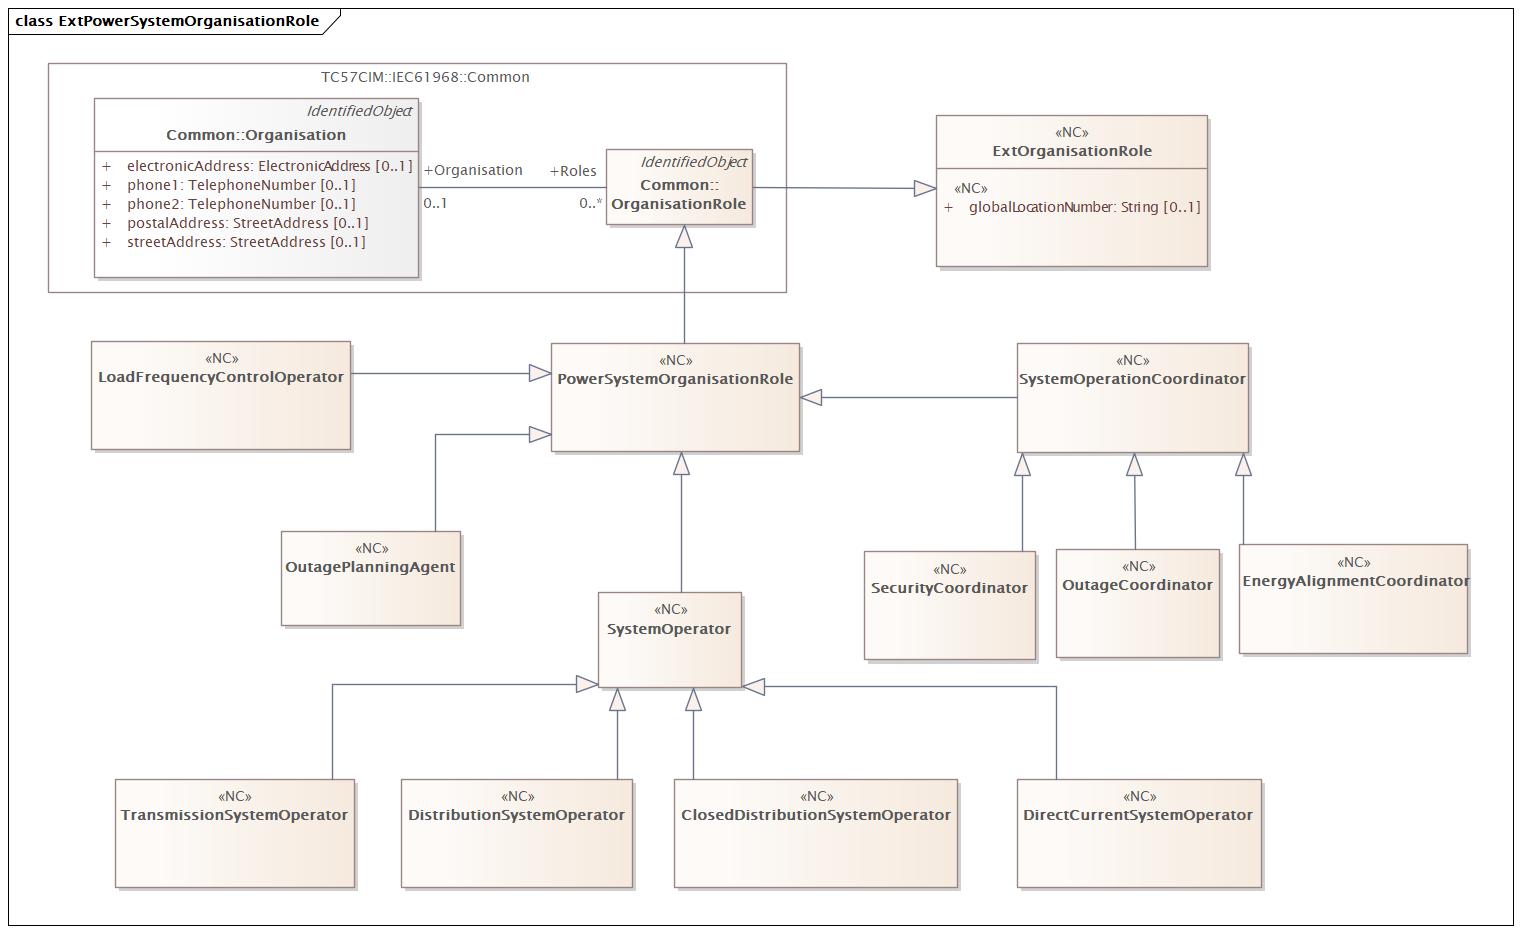 class ExtPowerSystemOrganisationRole
TC57CIM::IEC61968::Common
IdentifiedObject
Common::Organisation
+ electronicAddress: ElectronicAddress [0..1]
+ phone1: TelephoneNumber [0..1]
+ phone2: TelephoneNumber [0..1]
+ postalAddress: StreetAddress [0..1]
+ streetAddress: StreetAddress [0..1]
+Organisation
0..1
+Roles
0..*
IdentifiedObject
Common::
OrganisationRole
«NC»
ExtOrganisationRole
«NC»
+ globalLocationNumber: String [0..1]
«NC»
LoadFrequencyControlOperator
«NC»
PowerSystemOrganisationRole
«NC»
SystemOperationCoordinator
«NC»
OutagePlanningAgent
«NC»
SystemOperator
«NC»
SecurityCoordinator
«NC»
OutageCoordinator
«NC»
EnergyAlignmentCoordinator
«NC»
TransmissionSystemOperator
«NC»
DistributionSystemOperator
«NC»
ClosedDistributionSystemOperator
«NC»
DirectCurrentSystemOperator